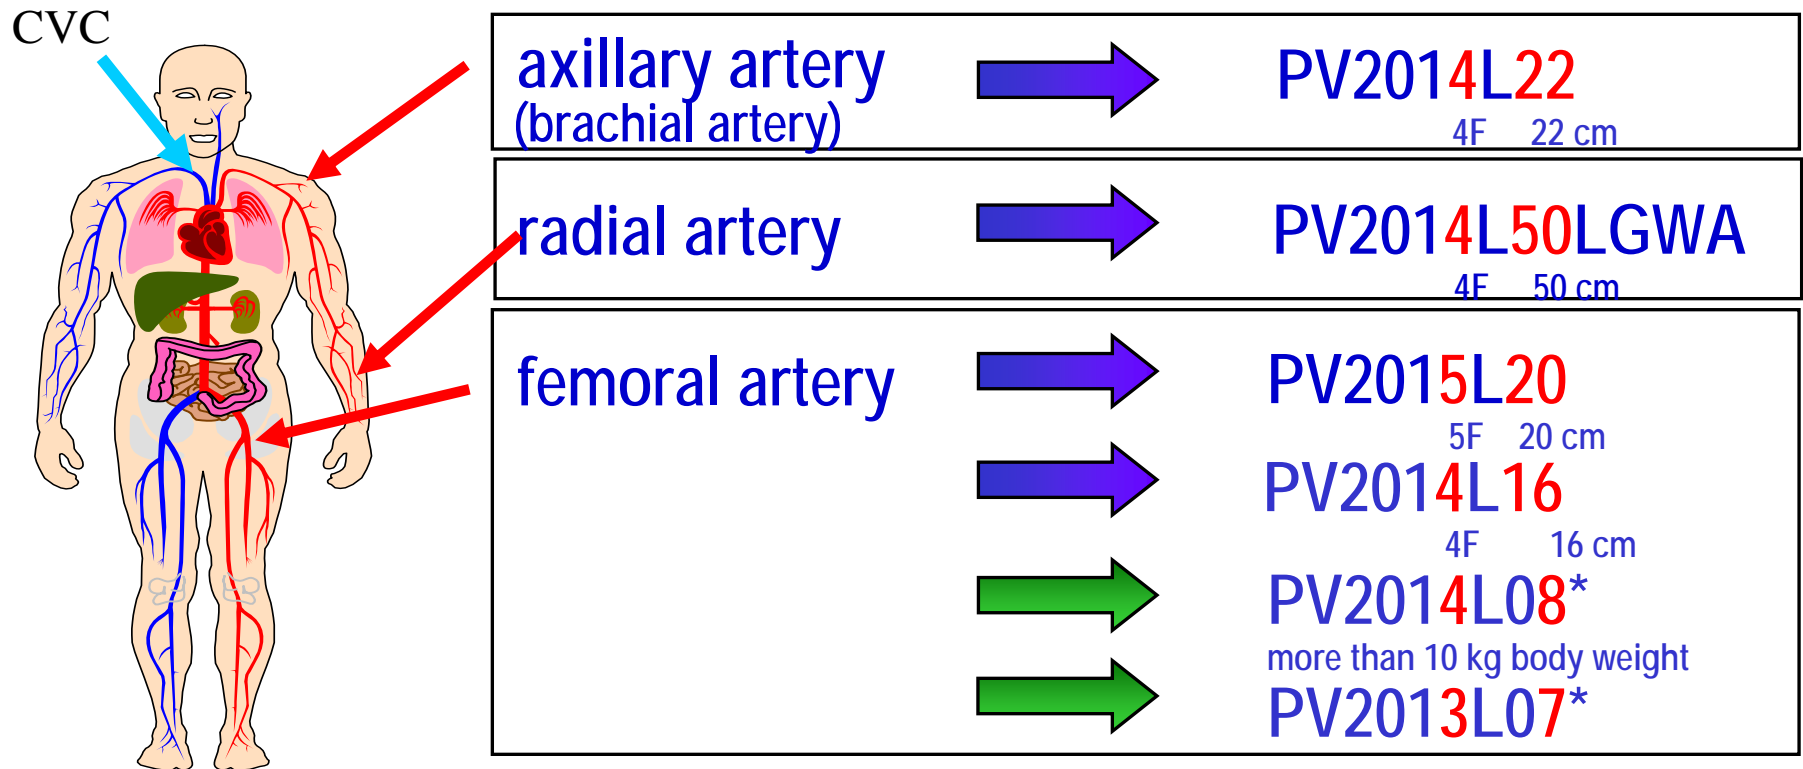 CVC
axillary artery
(brachial artery)
PV2014L22
4F 22 cm
radial artery
PV2014L50LGWA
4F 50 cm
femoral artery
PV2015L20
5F 20 cm
PV2014L16
4F 16 cm
PV2014L08*
more than 10 kg body weight
PV2013L07*